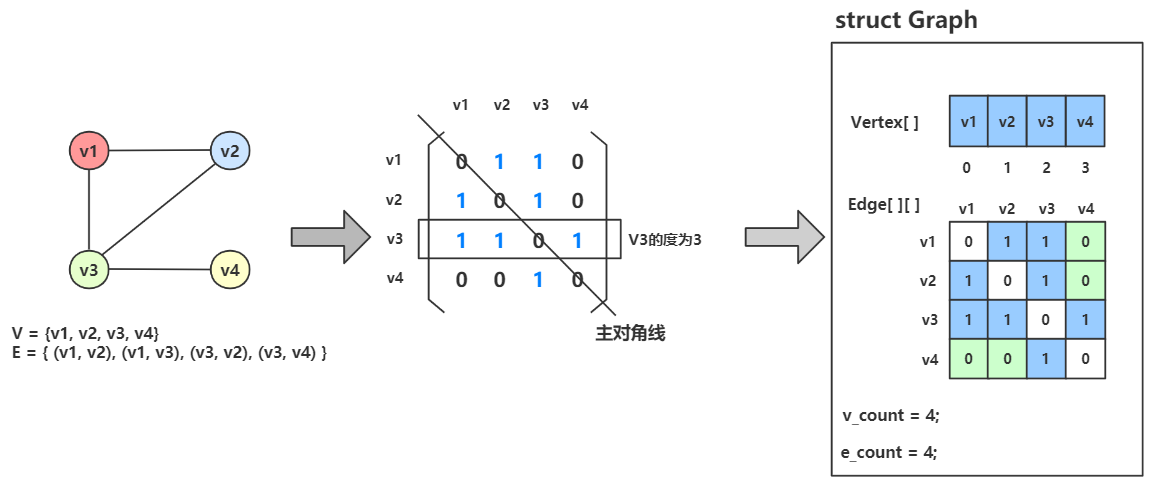 struct Graph
v1 v2
v3 v4
V = {v1, v2, v3, v4}
E = { (v1, v2), (v1, v3), (v3, v2), (v3, v4) }
v1 v2 v3 v4
v1 0 1 1 0
v2 1 0 1 0
v3 1 1 0 1 V3的度为3
v4 0 0 1 0
主对角线
Vertex[ ] v1 v2 v3 v4
0 1 2 3
Edge[ ][ ] v1 v2 v3 v4
v1 0 1 1 0
v2 1 0 1 0
v3 1 1 0 1
v4 0 0 1 0
v_count = 4;
e_count = 4;